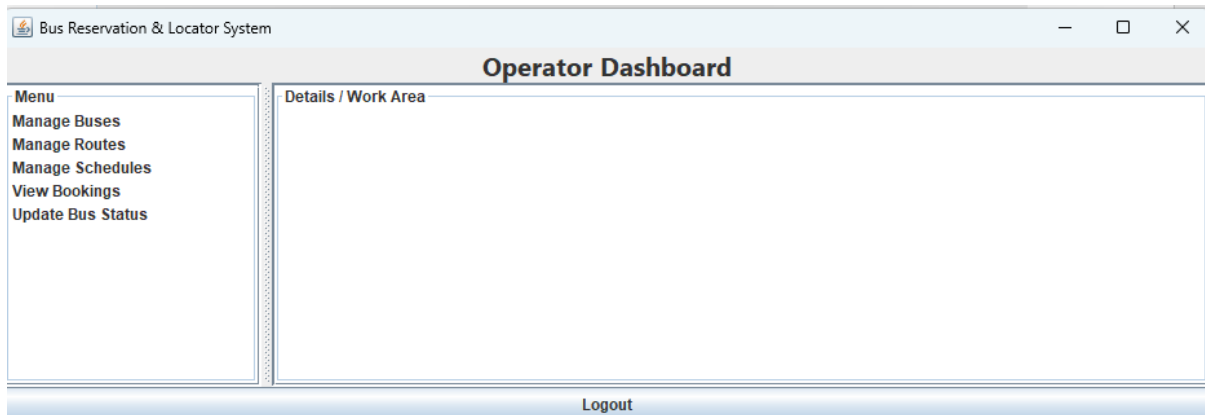 Bus Reservation & Locator System
Operator Dashboard
Menu
Manage Buses
Manage Routes
Manage Schedules
View Bookings
Update Bus Status
Details / Work Area
Logout